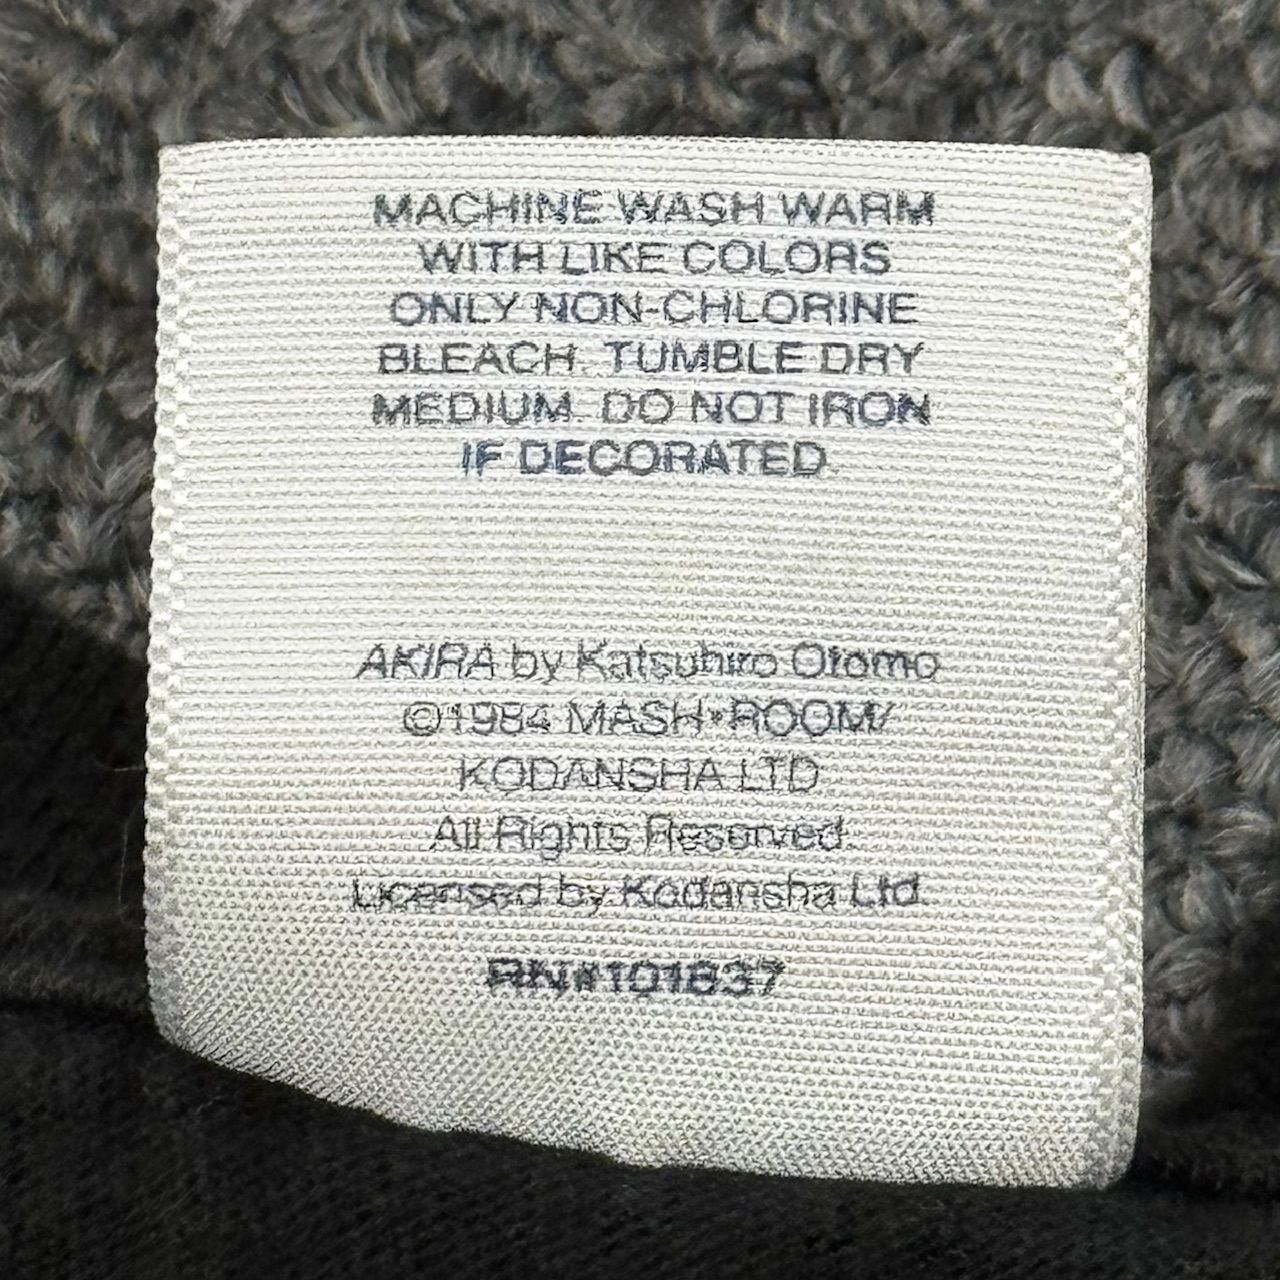 MACHINE WASH WARM
WITH LIKE COLORS
ONLY NON-CHLORINE
BLEACH. TUMBLE DRY
MEDIUM. DO NOT IRON
IF DECORATED
AKIRA by Katsuhiro Otomo
©1984 MASH•ROOM/
KODANSHA LTD
All Rights Reserved.
Licensed by Kodansha Ltd.
RN#101837